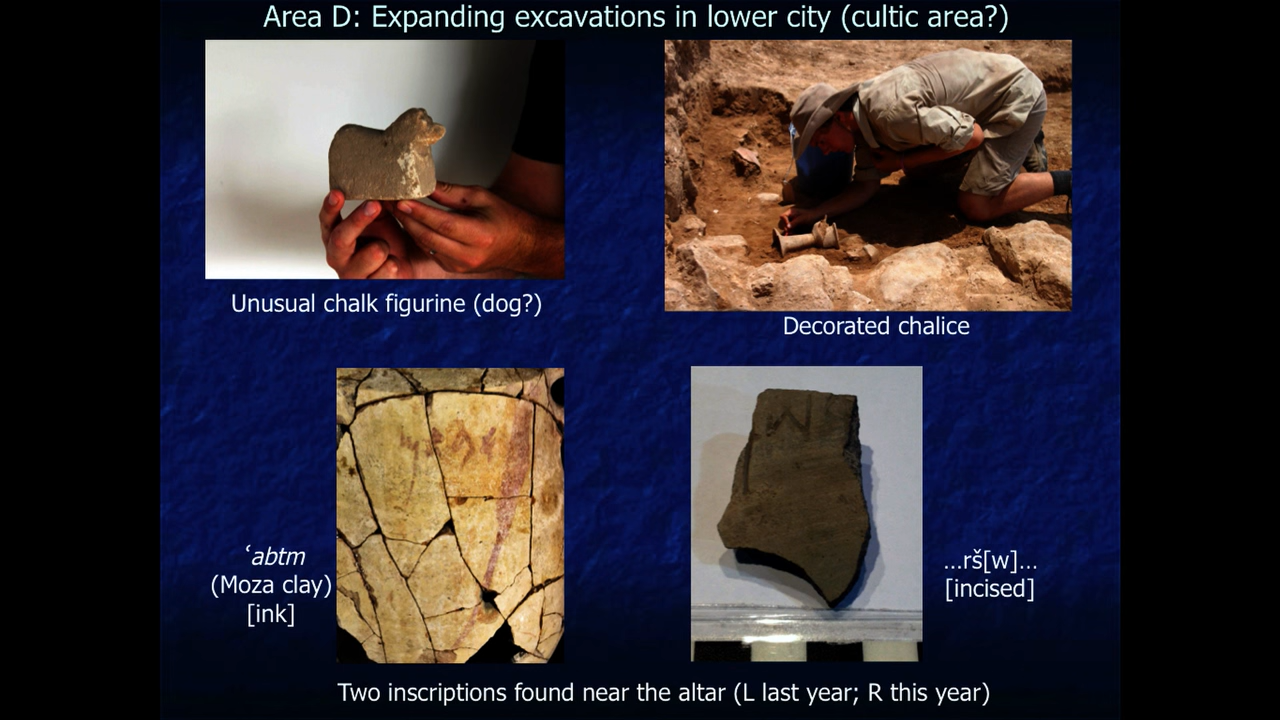 Area D: Expanding excavations in lower city (cultic area?)
Unusual chalk figurine (dog?)
Decorated chalice
ʿabtm
(Moza clay)
[ink]
…rš[w]…
[incised]
Two inscriptions found near the altar (L last year; R this year)